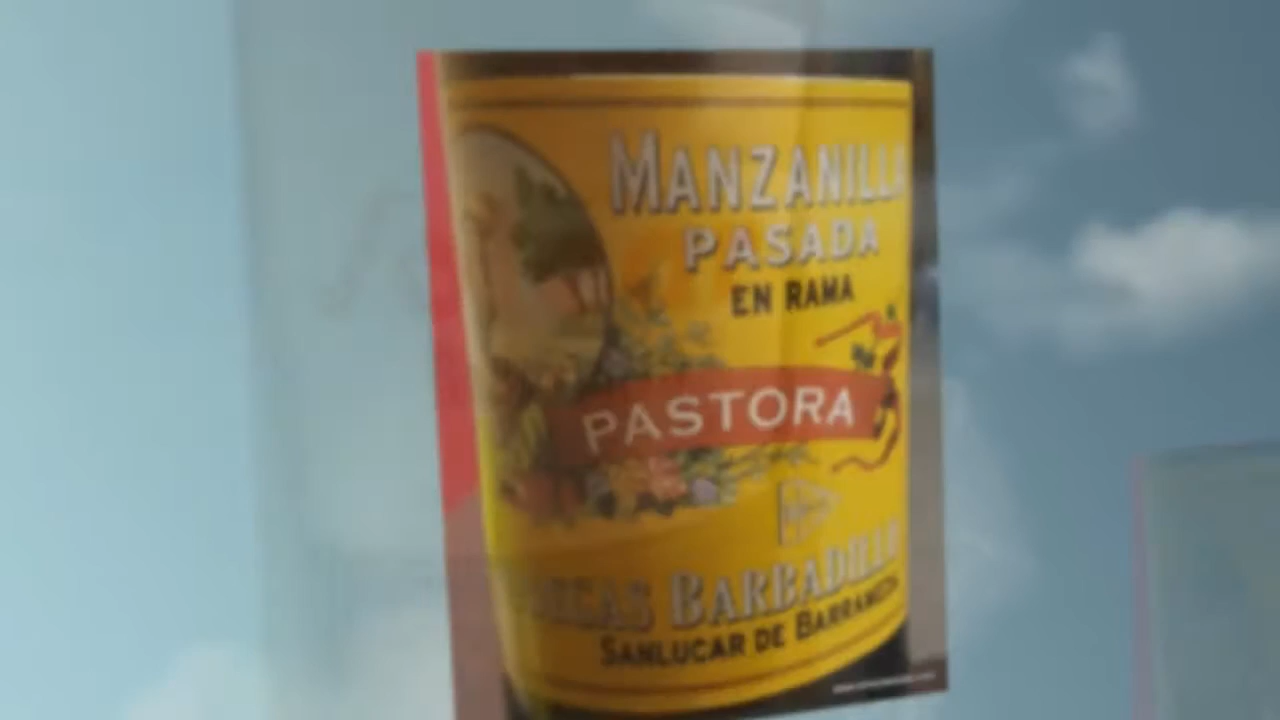 MANZANILLA
PASADA
EN RAMA
PASTORA
BARBADILLO
SANLUCAR DE BARRAMEDA